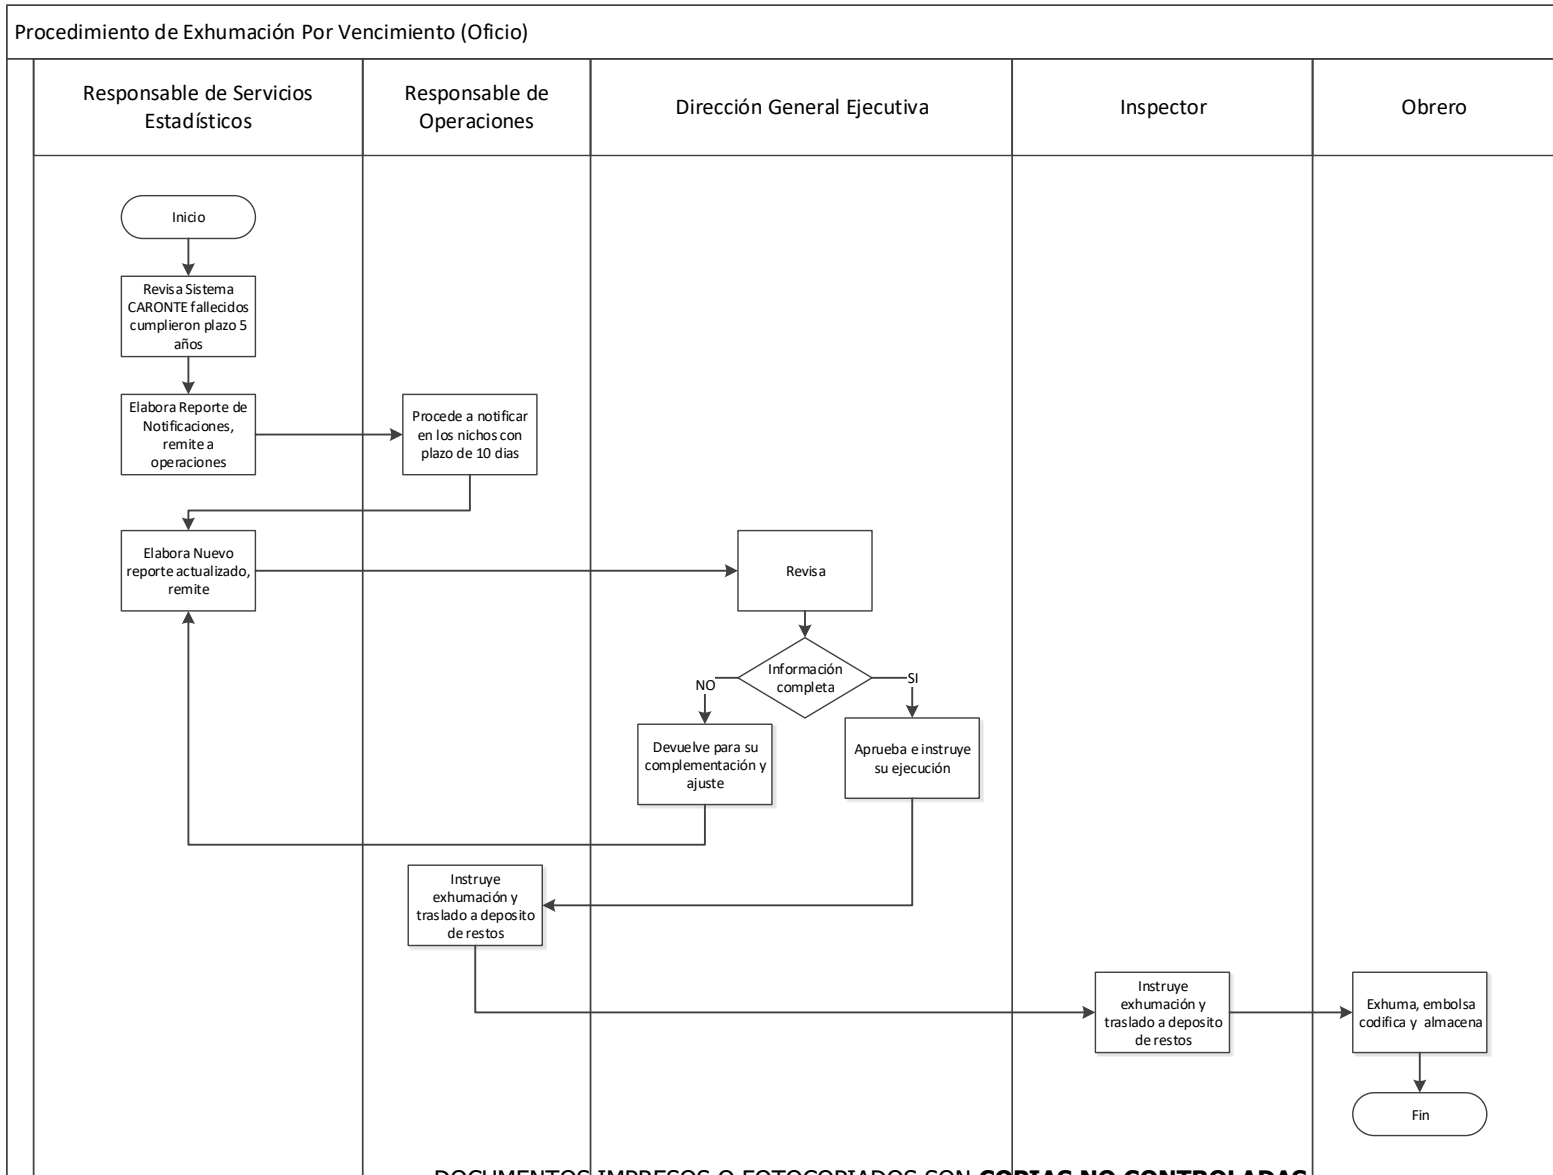 Procedimiento de Exhumación Por Vencimiento (Oficio)
Responsable de Servicios
Estadísticos
Responsable de
Operaciones
Dirección General Ejecutiva
Inspector
Obrero
Inicio
Revisa Sistema
CARONTE fallecidos
cumplieron plazo 5
años
Elabora Reporte de
Notificaciones,
remite a
operaciones
Procede a notificar
en los nichos con
plazo de 10 dias
Elabora Nuevo
reporte actualizado,
remite
Revisa
Información
completa
NO
SI
Devuelve para su
complementación y
ajuste
Aprueba e instruye
su ejecución
Instruye
exhumación y
traslado a deposito
de restos
Instruye
exhumación y
traslado a deposito
de restos
Exhuma, embolsa
codifica y almacena
Fin
DOCUMENTOS IMPRESOS O FOTOCOPIADOS SON COPIAS NO CONTROLADAS